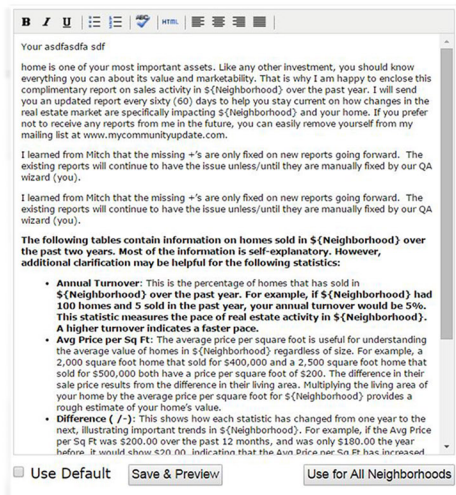 B I U HTML
Your asdfasdfa sdf
home is one of your most important assets. Like any other investment, you should know
everything you can about its value and marketability. That is why I am happy to enclose this
complimentary report on sales activity in ${Neighborhood} over the past year. I will send
you an updated report every sixty (60) days to help you stay current on how changes in the
real estate market are specifically impacting ${Neighborhood} and your home. If you prefer
not to receive any reports from me in the future, you can easily remove yourself from my
mailing list at www.mycommunityupdate.com.
I learned from Mitch that the missing +'s are only fixed on new reports going forward. The
existing reports will continue to have the issue unless/until they are manually fixed by our QA
wizard (you).
I learned from Mitch that the missing +'s are only fixed on new reports going forward. The
existing reports will continue to have the issue unless/until they are manually fixed by our QA
wizard (you).
The following tables contain information on homes sold in ${Neighborhood} over
the past two years. Most of the information is self-explanatory. However,
additional clarification may be helpful for the following statistics:
• Annual Turnover: This is the percentage of homes that has sold in
${Neighborhood} over the past year. For example, if ${Neighborhood} had
100 homes and 5 sold in the past year, your annual turnover would be 5%.
This statistic measures the pace of real estate activity in ${Neighborhood}.
A higher turnover indicates a faster pace.
• Avg Price per Sq Ft: The average price per square foot is useful for understanding
the average value of homes in ${Neighborhood} regardless of size. For example, a
2,000 square foot home that sold for $400,000 and a 2,500 square foot home that
sold for $500,000 both have a price per square foot of $200. The difference in their
sale price results from the difference in their living area. Multiplying the living area of
your home by the average price per square foot for ${Neighborhood} provides a
rough estimate of your home's value.
• Difference ( /-): This shows how each statistic has changed from one year to the
next, illustrating important trends in ${Neighborhood}. For example, if the Avg Price
per Sq Ft was $200.00 over the past 12 months, and was only $180.00 the year
before, it would show $20.00, indicating that the Avg Price per Sq Ft has increased
Use Default Save & Preview Use for All Neighborhoods